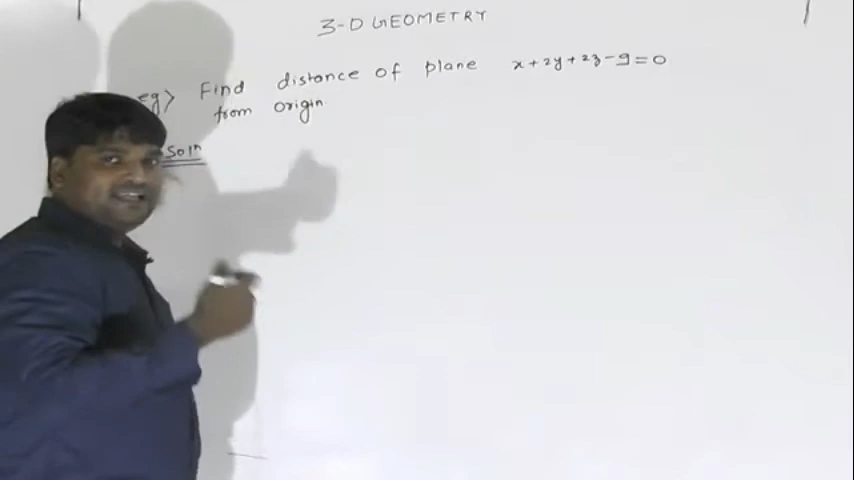 3-D GEOMETRY
eg> Find distance of plane x+2y+2z-9=0
from origin
Soln